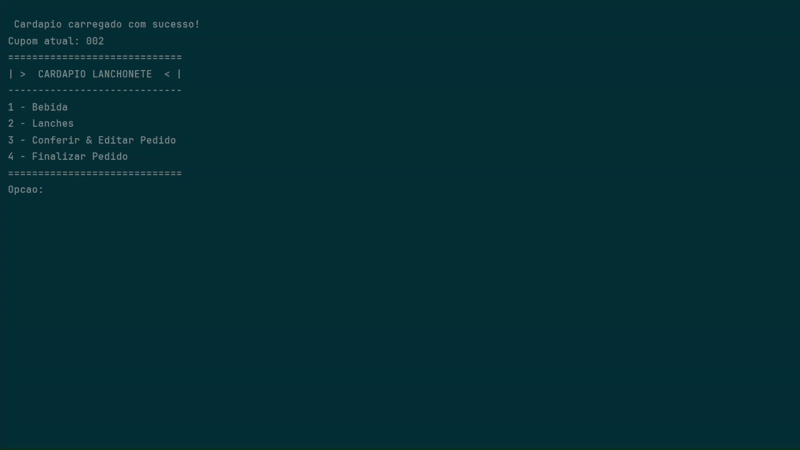 Cardapio carregado com sucesso!
Cupom atual: 002
=============================
| >  CARDAPIO LANCHONETE  < |
-----------------------------
1 - Bebida
2 - Lanches
3 - Conferir & Editar Pedido
4 - Finalizar Pedido
=============================
Opcao: